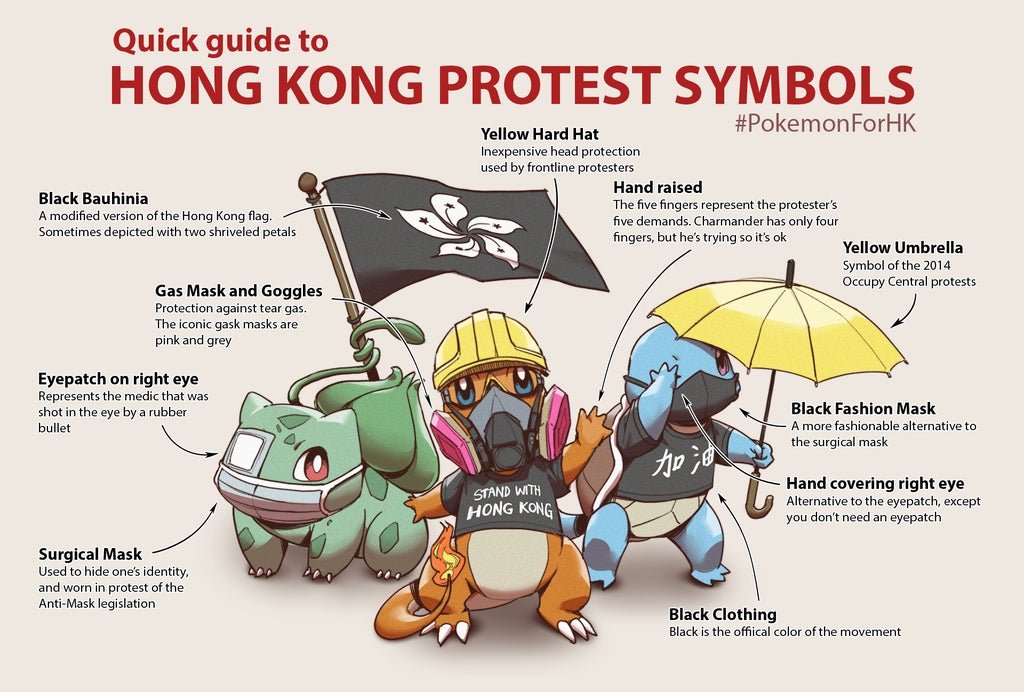 Quick guide to
HONG KONG PROTEST SYMBOLS
#PokemonForHK
Yellow Hard Hat
Inexpensive head protection
used by frontline protesters
Hand raised
The five fingers represent the protester's
five demands. Charmander has only four
fingers, but he's trying so it's ok
Black Bauhinia
A modified version of the Hong Kong flag.
Sometimes depicted with two shriveled petals
Yellow Umbrella
Symbol of the 2014
Occupy Central protests
Gas Mask and Goggles
Protection against tear gas.
The iconic gask masks are
pink and grey
Eyepatch on right eye
Represents the medic that was
shot in the eye by a rubber
bullet
Black Fashion Mask
A more fashionable alternative to
the surgical mask
加油
STAND WITH
HONG KONG
Hand covering right eye
Alternative to the eyepatch, except
you don't need an eyepatch
Surgical Mask
Used to hide one's identity,
and worn in protest of the
Anti-Mask legislation
Black Clothing
Black is the offiical color of the movement